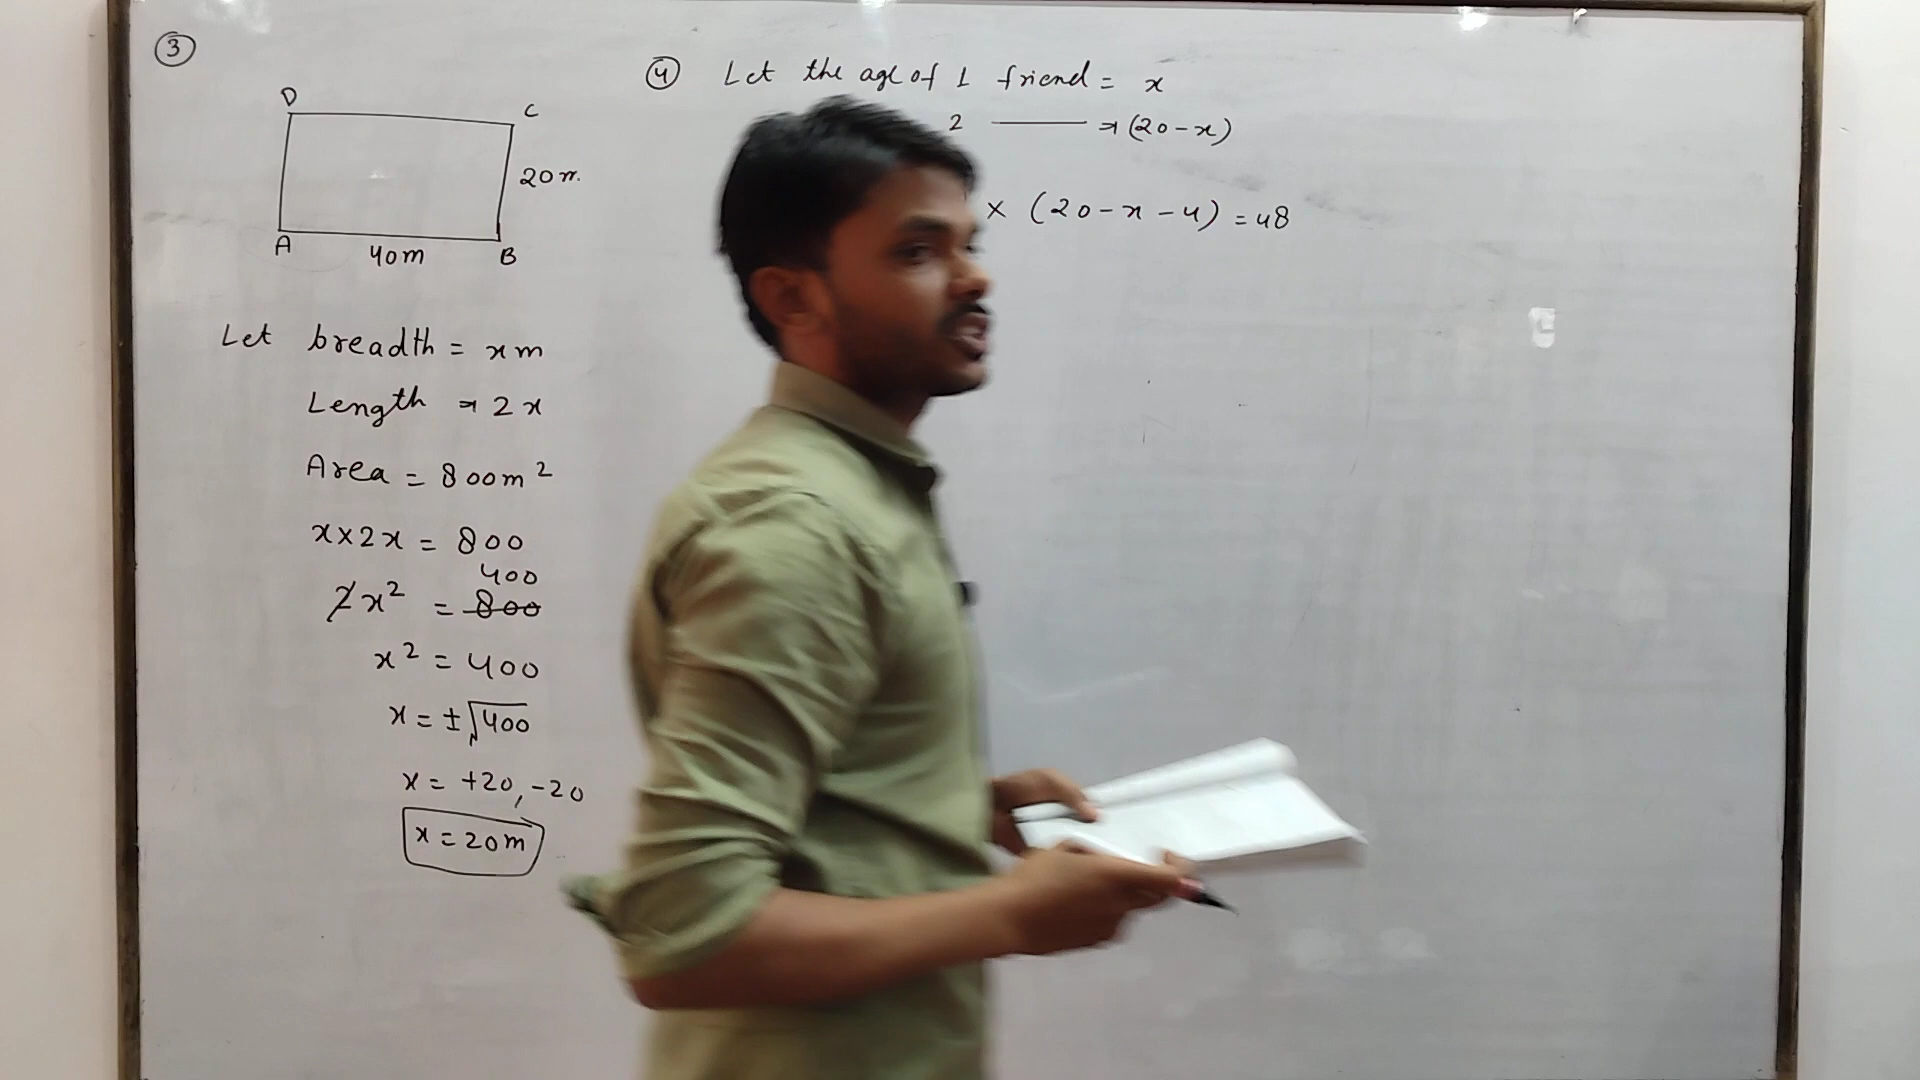 ③
D
C
20m.
A
40m
B
Let breadth = x m
Length = 2x
Area = 800m²
x×2x = 800
400
2x² = 800
x² = 400
x = ±√400
x = +20, -20
x = 20m
④ Let the age of 1 friend = x
2 —— = (20-x)
× (20-x-4) = 48